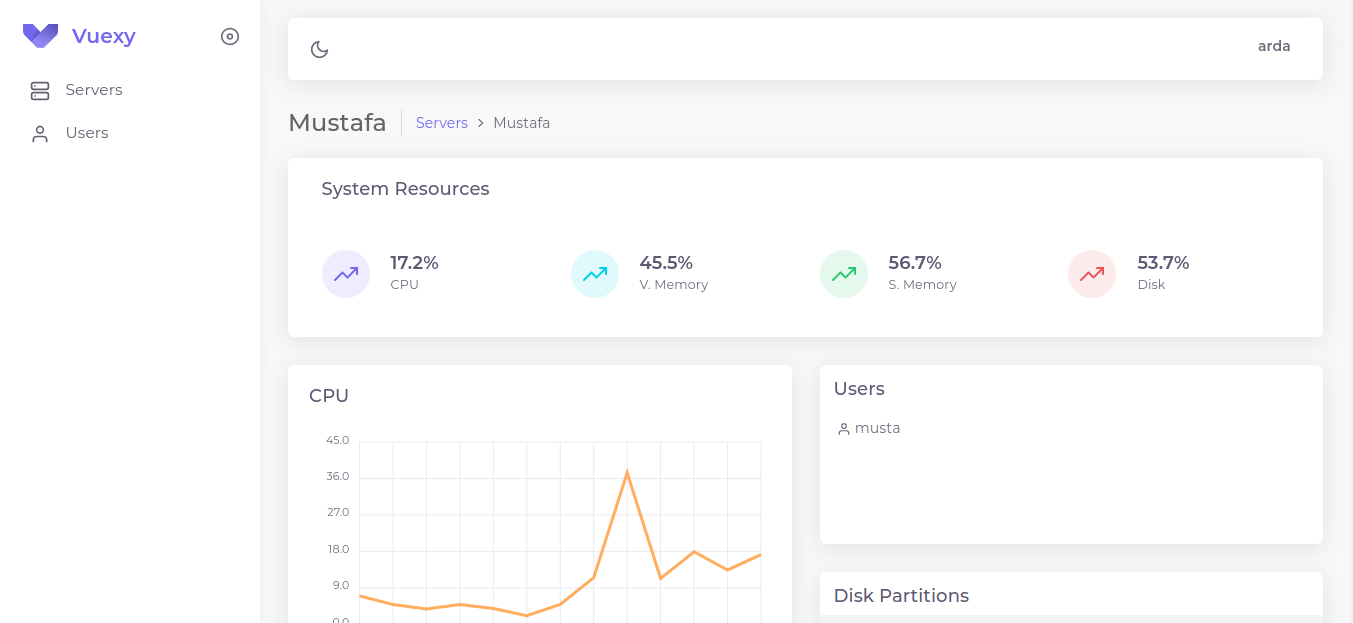 Vuexy
Servers
Users
arda
Mustafa
Servers > Mustafa
System Resources
17.2%
CPU
45.5%
V. Memory
56.7%
S. Memory
53.7%
Disk
CPU
45.0
36.0
27.0
18.0
9.0
0.0
Users
musta
Disk Partitions